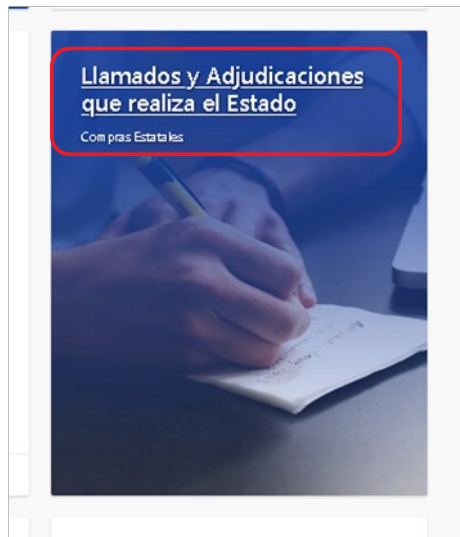 Llamados y Adjudicaciones
que realiza el Estado
Compras Estatales